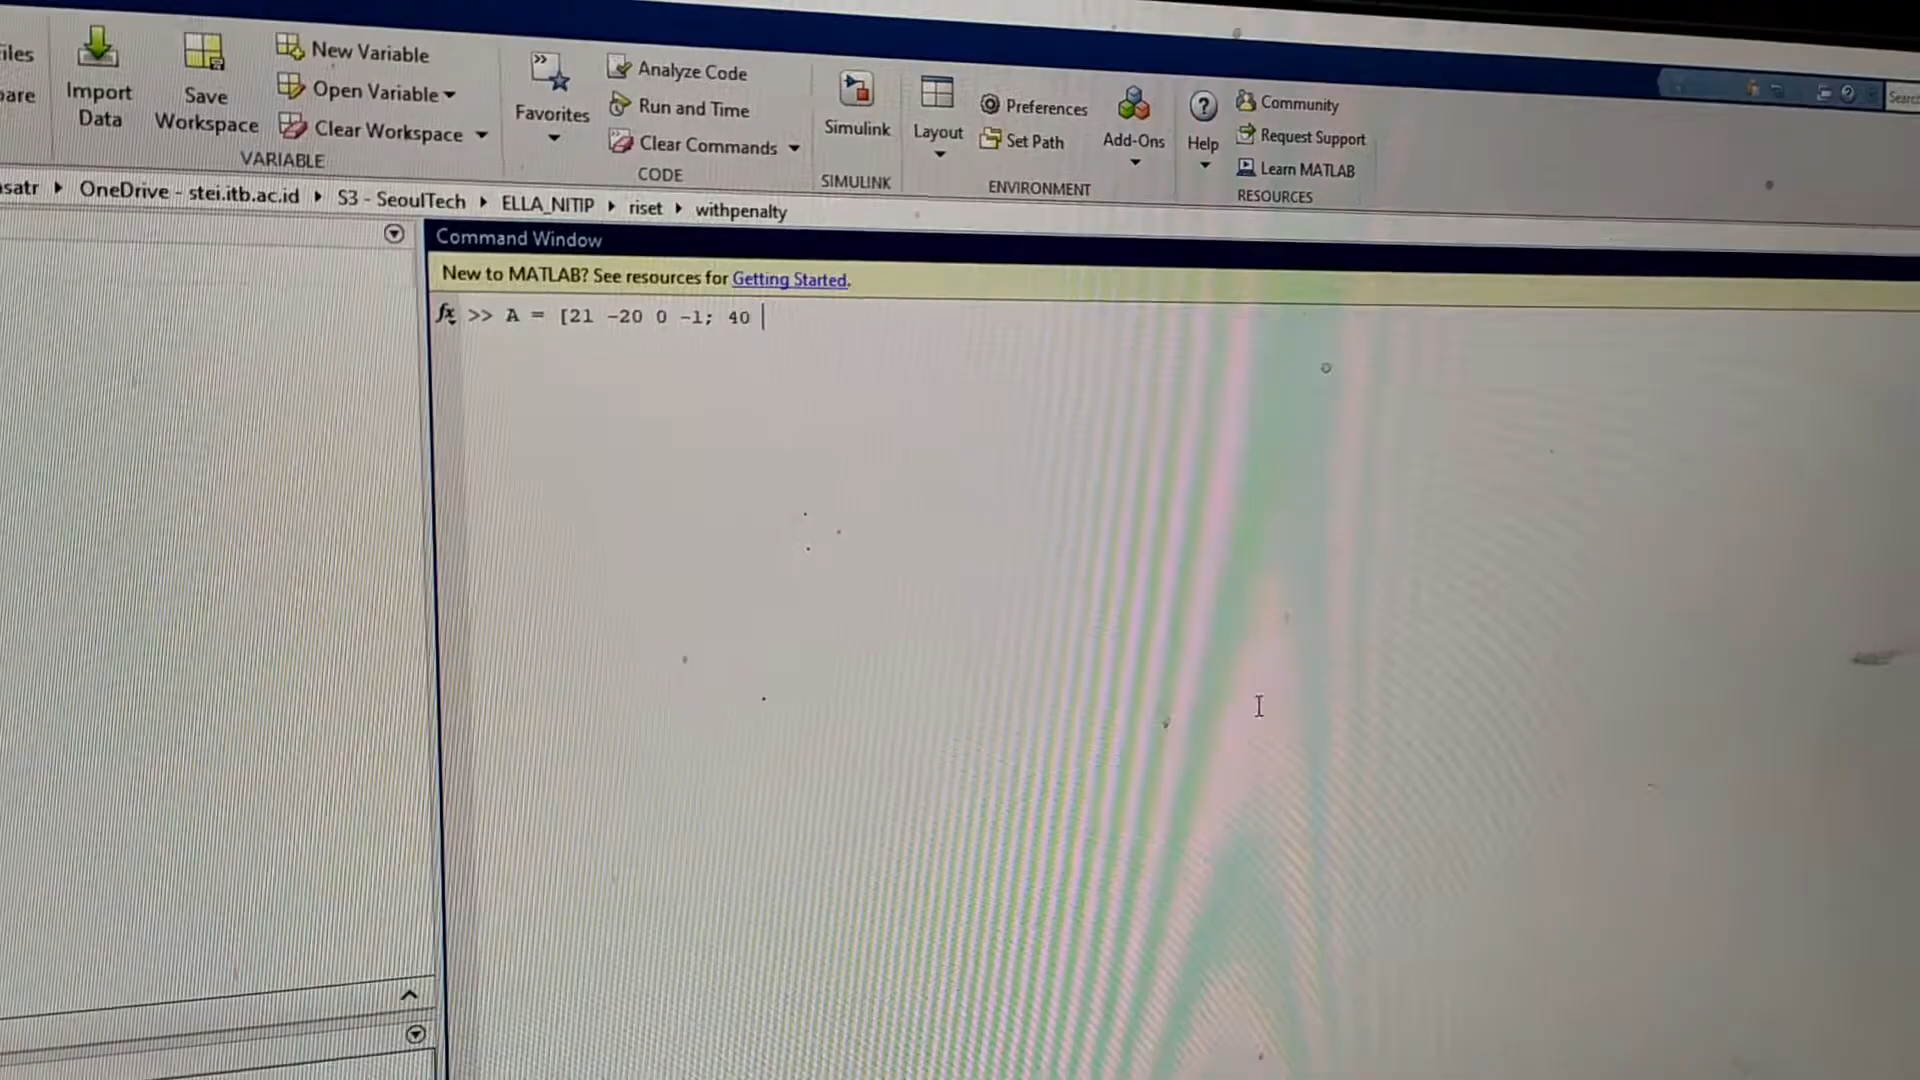 iles
pare
Import
Data
Save
Workspace
New Variable
Open Variable
Clear Workspace
VARIABLE
Favorites
Analyze Code
Run and Time
Clear Commands
CODE
Simulink
SIMULINK
Layout
Preferences
Set Path
Add-Ons
ENVIRONMENT
Help
Community
Request Support
Learn MATLAB
RESOURCES
Searc
satr OneDrive - stei.itb.ac.id S3 - SeoulTech ELLA_NITIP riset withpenalty
Command Window
New to MATLAB? See resources for Getting Started.
fx >> A = [21 -20 0 -1; 40